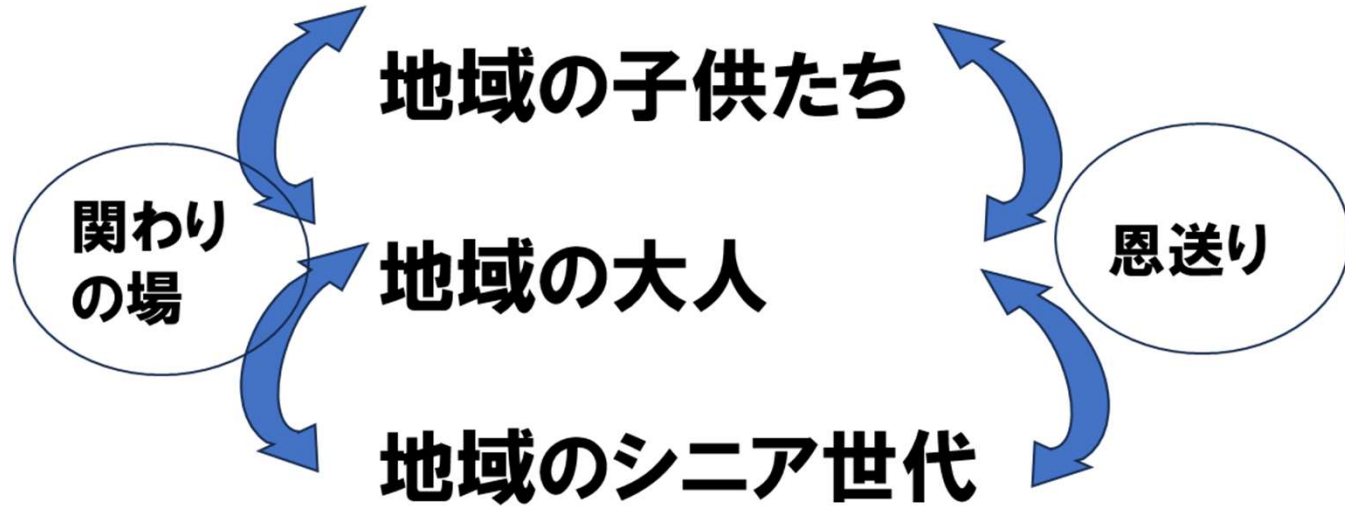 地域の子供たち
関わり
の場
地域の大人
恩送り
地域のシニア世代